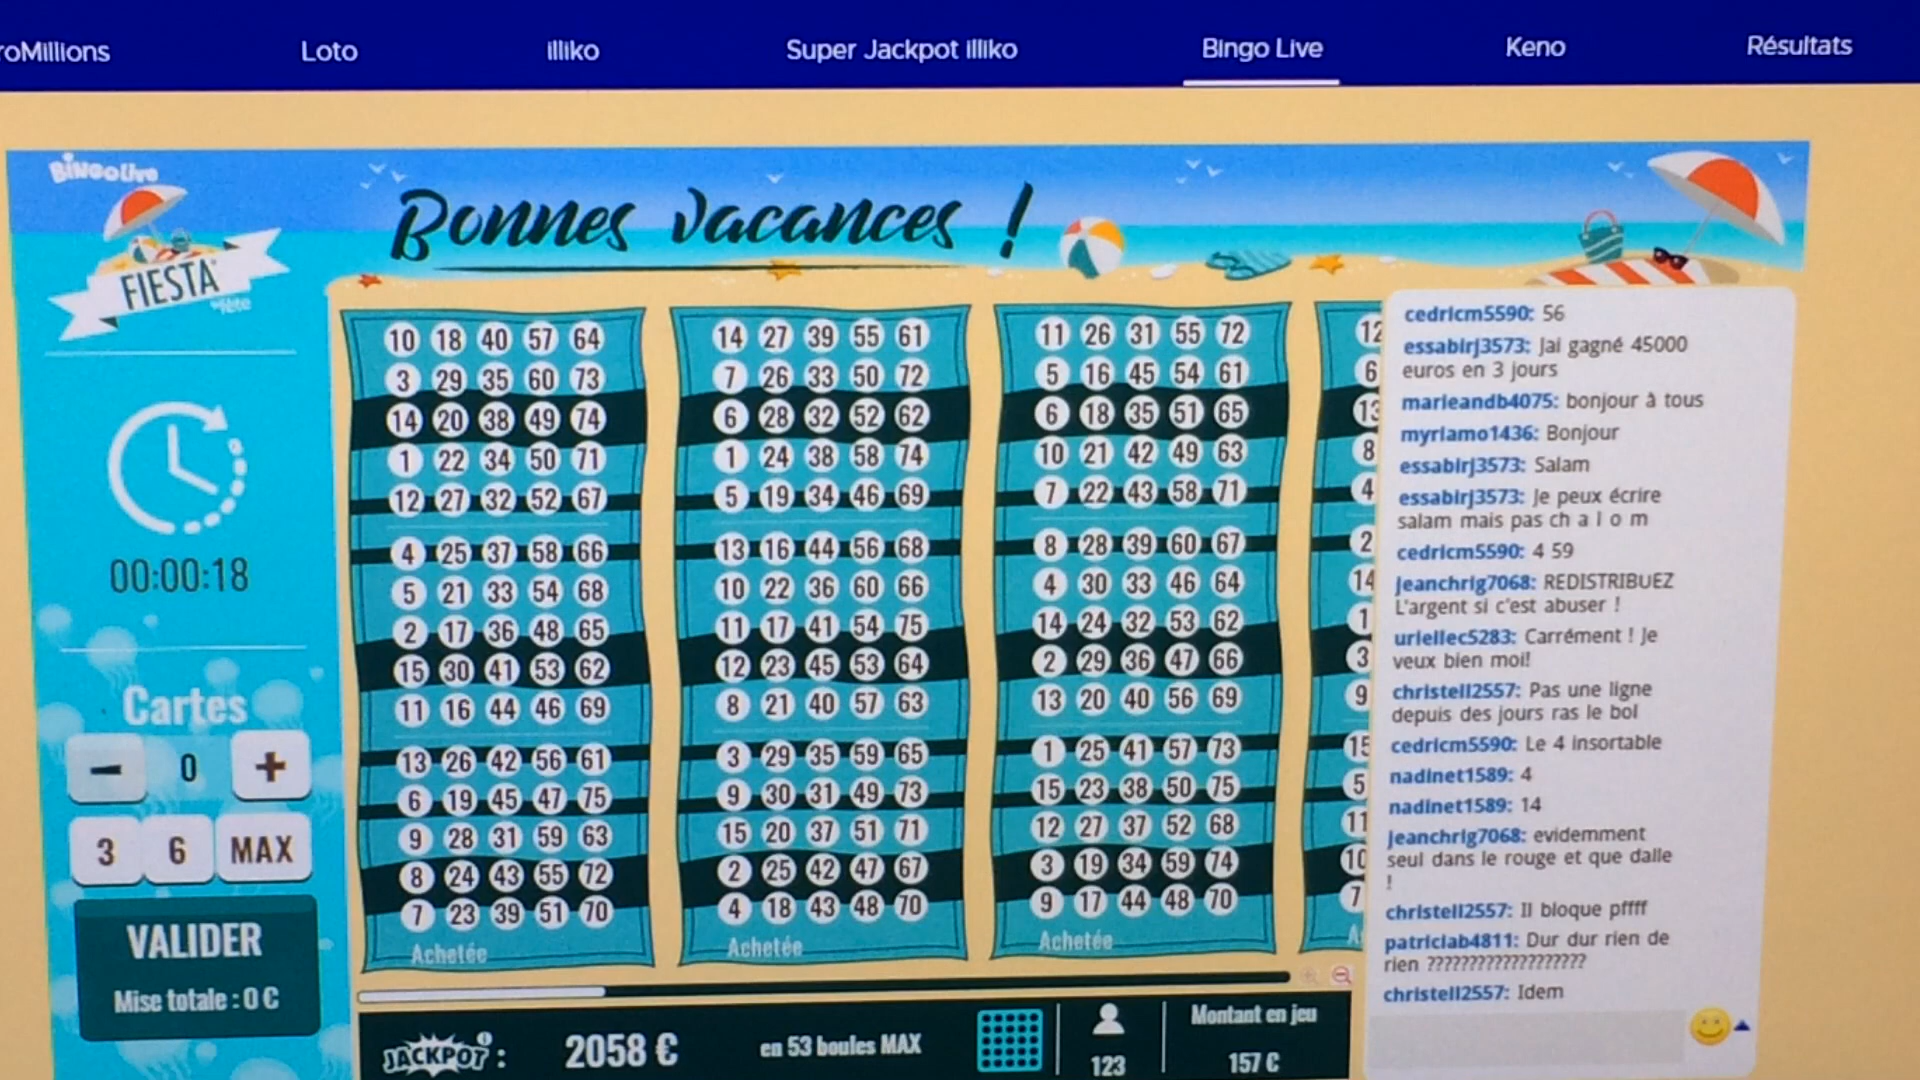 roMillions Loto illiko Super Jackpot illiko Bingo Live Keno Résultats
BiNGOLIVE
FIESTA
Bonnes vacances !
00:00:18
Cartes
- 0 +
3 6 MAX
VALIDER
Mise totale : 0 €
10 18 40 57 64
3 29 35 60 73
14 20 38 49 74
1 22 34 50 71
12 27 32 52 67
4 25 37 58 66
5 21 33 54 68
2 17 36 48 65
15 30 41 53 62
11 16 44 46 69
13 26 42 56 61
6 19 45 47 75
9 28 31 59 63
8 24 43 55 72
7 23 39 51 70
Achetée
14 27 39 55 61
7 26 33 50 72
6 28 32 52 62
1 24 38 58 74
5 19 34 46 69
13 16 44 56 68
10 22 36 60 66
11 17 41 54 75
12 23 45 53 64
8 21 40 57 63
3 29 35 59 65
9 30 31 49 73
15 20 37 51 71
2 25 42 47 67
4 18 43 48 70
Achetée
11 26 31 55 72
5 16 45 54 61
6 18 35 51 65
10 21 42 49 63
7 22 43 58 71
8 28 39 60 67
4 30 33 46 64
14 24 32 53 62
2 29 36 47 66
13 20 40 56 69
1 25 41 57 73
15 23 38 50 75
12 27 37 52 68
3 19 34 59 74
9 17 44 48 70
Achetée
12
6
13
8
4
2
14
1
3
9
15
5
11
10
7
A
cedricm5590: 56
essabirj3573: Jai gagné 45000
euros en 3 jours
marieandb4075: bonjour à tous
myriamo1436: Bonjour
essabirj3573: Salam
essabirj3573: Je peux écrire
salam mais pas ch a l o m
cedricm5590: 4 59
jeanchrig7068: REDISTRIBUEZ
L'argent si c'est abuser !
uriellec5283: Carrément ! Je
veux bien moi!
christell2557: Pas une ligne
depuis des jours ras le bol
cedricm5590: Le 4 insortable
nadinet1589: 4
nadinet1589: 14
jeanchrig7068: evidemment
seul dans le rouge et que dalle
!
christell2557: Il bloque pffff
patriciab4811: Dur dur rien de
rien ???????????????????
christell2557: Idem
JACKPOT : 2058 € en 53 boules MAX
123
Montant en jeu
157 €